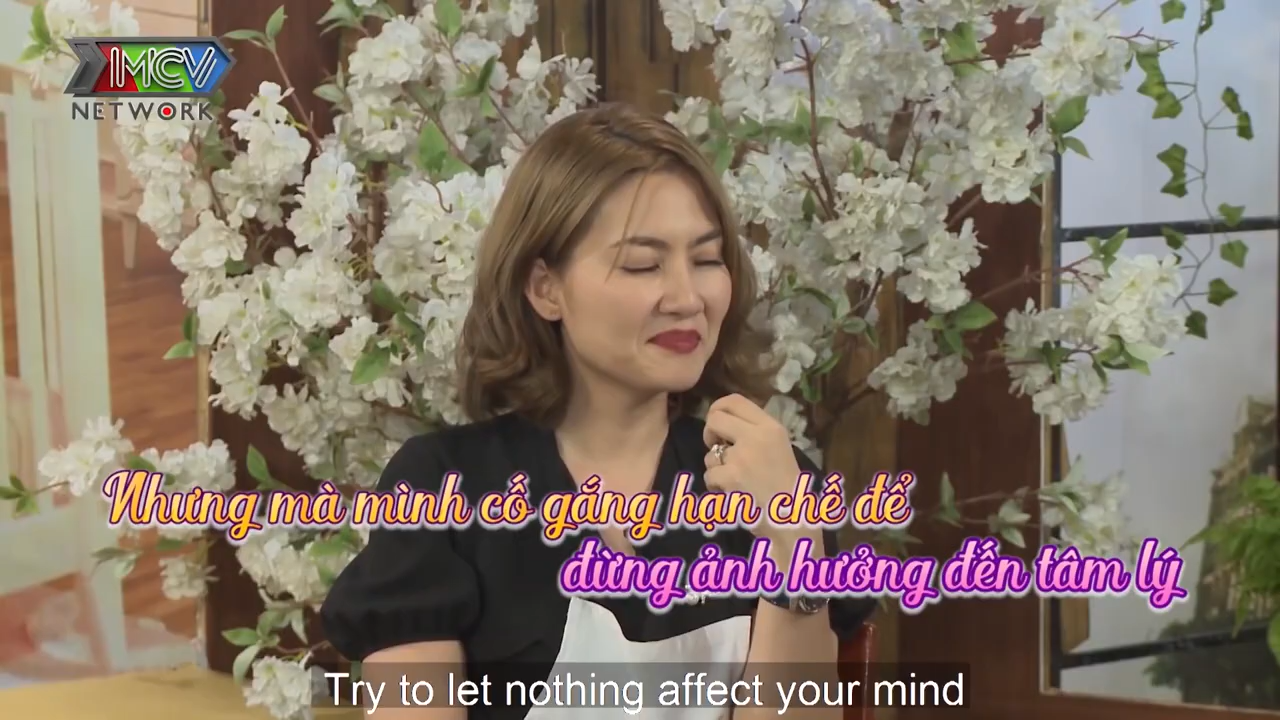 MCV
NETWORK
Nhưng mà mình cố gắng hạn chế để
đừng ảnh hưởng đến tâm lý
Try to let nothing affect your mind